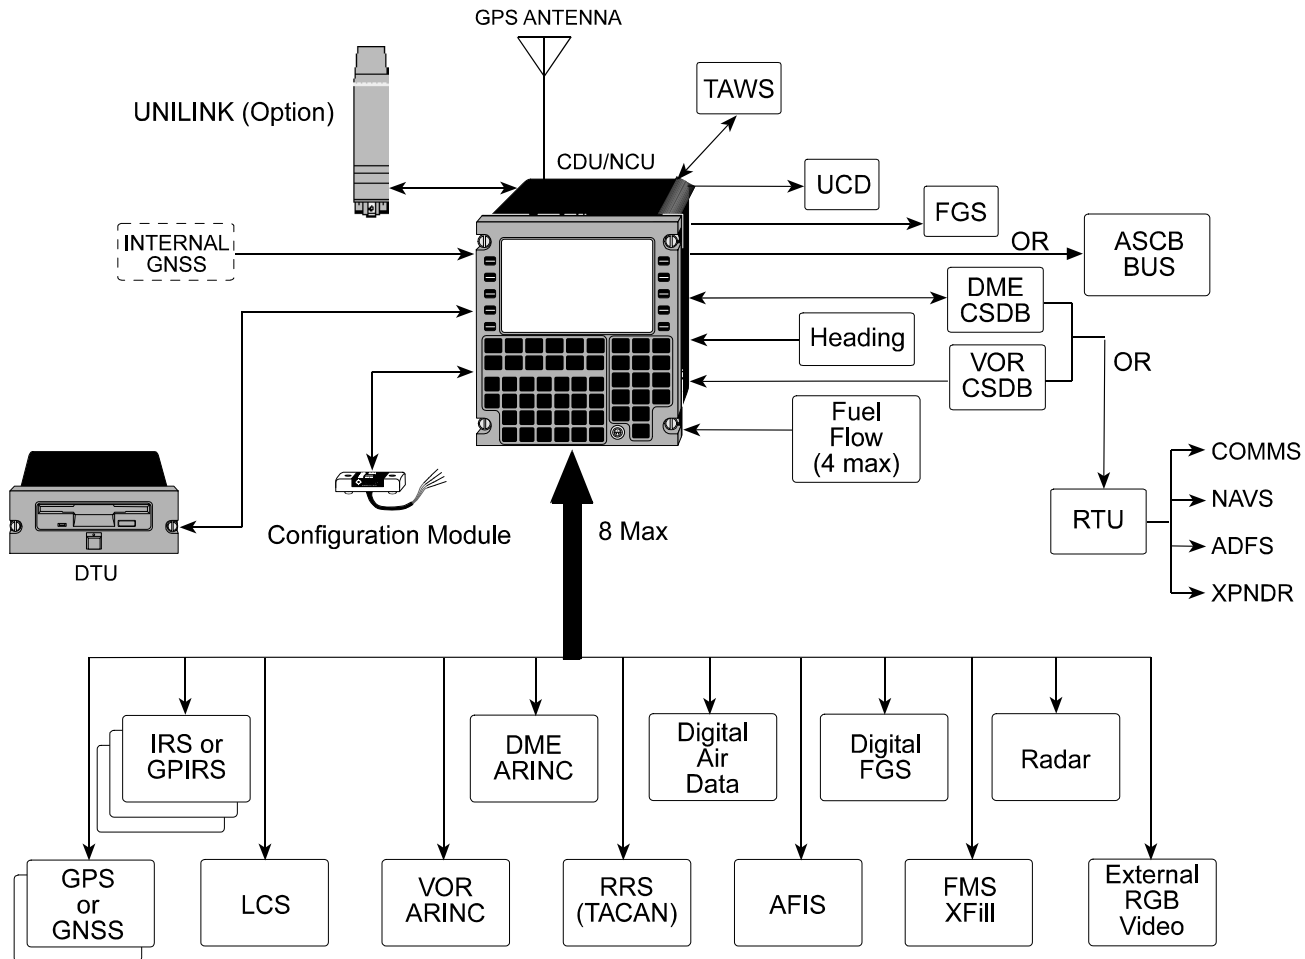 GPS ANTENNA
UNILINK (Option)
TAWS
CDU/NCU
UCD
FGS
INTERNAL
GNSS
OR
ASCB
BUS
DME
CSDB
Heading
VOR
CSDB
OR
Fuel
Flow
(4 max)
COMMS
NAVS
RTU
ADFS
XPNDR
Configuration Module
8 Max
DTU
IRS or
GPIRS
DME
ARINC
Digital
Air
Data
Digital
FGS
Radar
GPS
or
GNSS
LCS
VOR
ARINC
RRS
(TACAN)
AFIS
FMS
XFill
External
RGB
Video